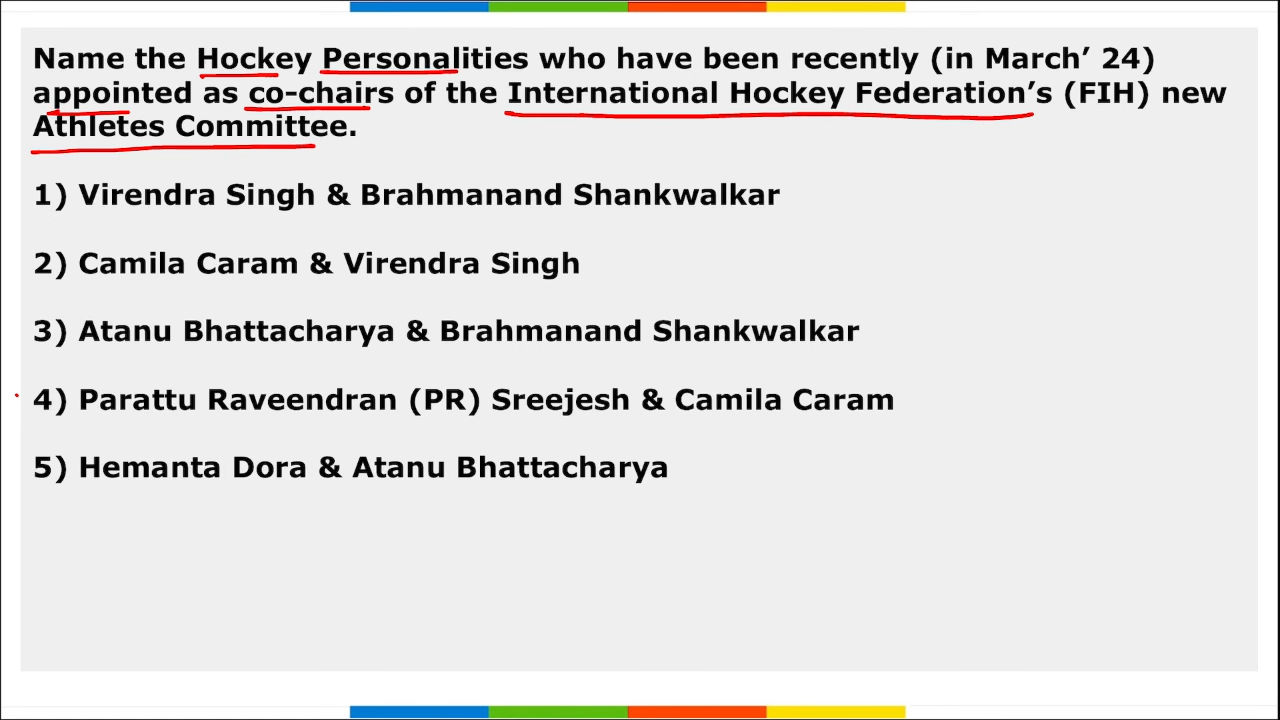 Name the Hockey Personalities who have been recently (in March’ 24)
appointed as co-chairs of the International Hockey Federation’s (FIH) new
Athletes Committee.
1) Virendra Singh & Brahmanand Shankwalkar
2) Camila Caram & Virendra Singh
3) Atanu Bhattacharya & Brahmanand Shankwalkar
4) Parattu Raveendran (PR) Sreejesh & Camila Caram
5) Hemanta Dora & Atanu Bhattacharya